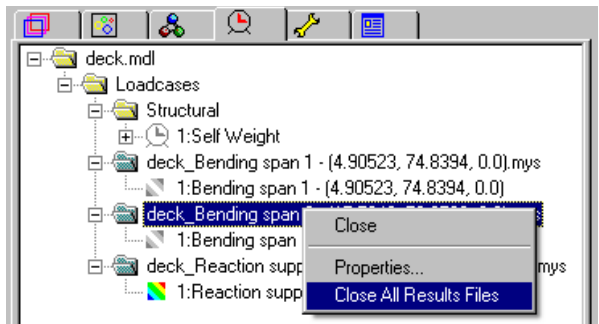 deck.mdl
Loadcases
Structural
1:Self Weight
deck_Bending span 1 - (4.90523, 74.8394, 0.0).mys
1:Bending span 1 - (4.90523, 74.8394, 0.0)
deck_Bending span
Close
1:Bending span
Properties...
deck_Reaction supp mys
Close All Results Files
1:Reaction supp